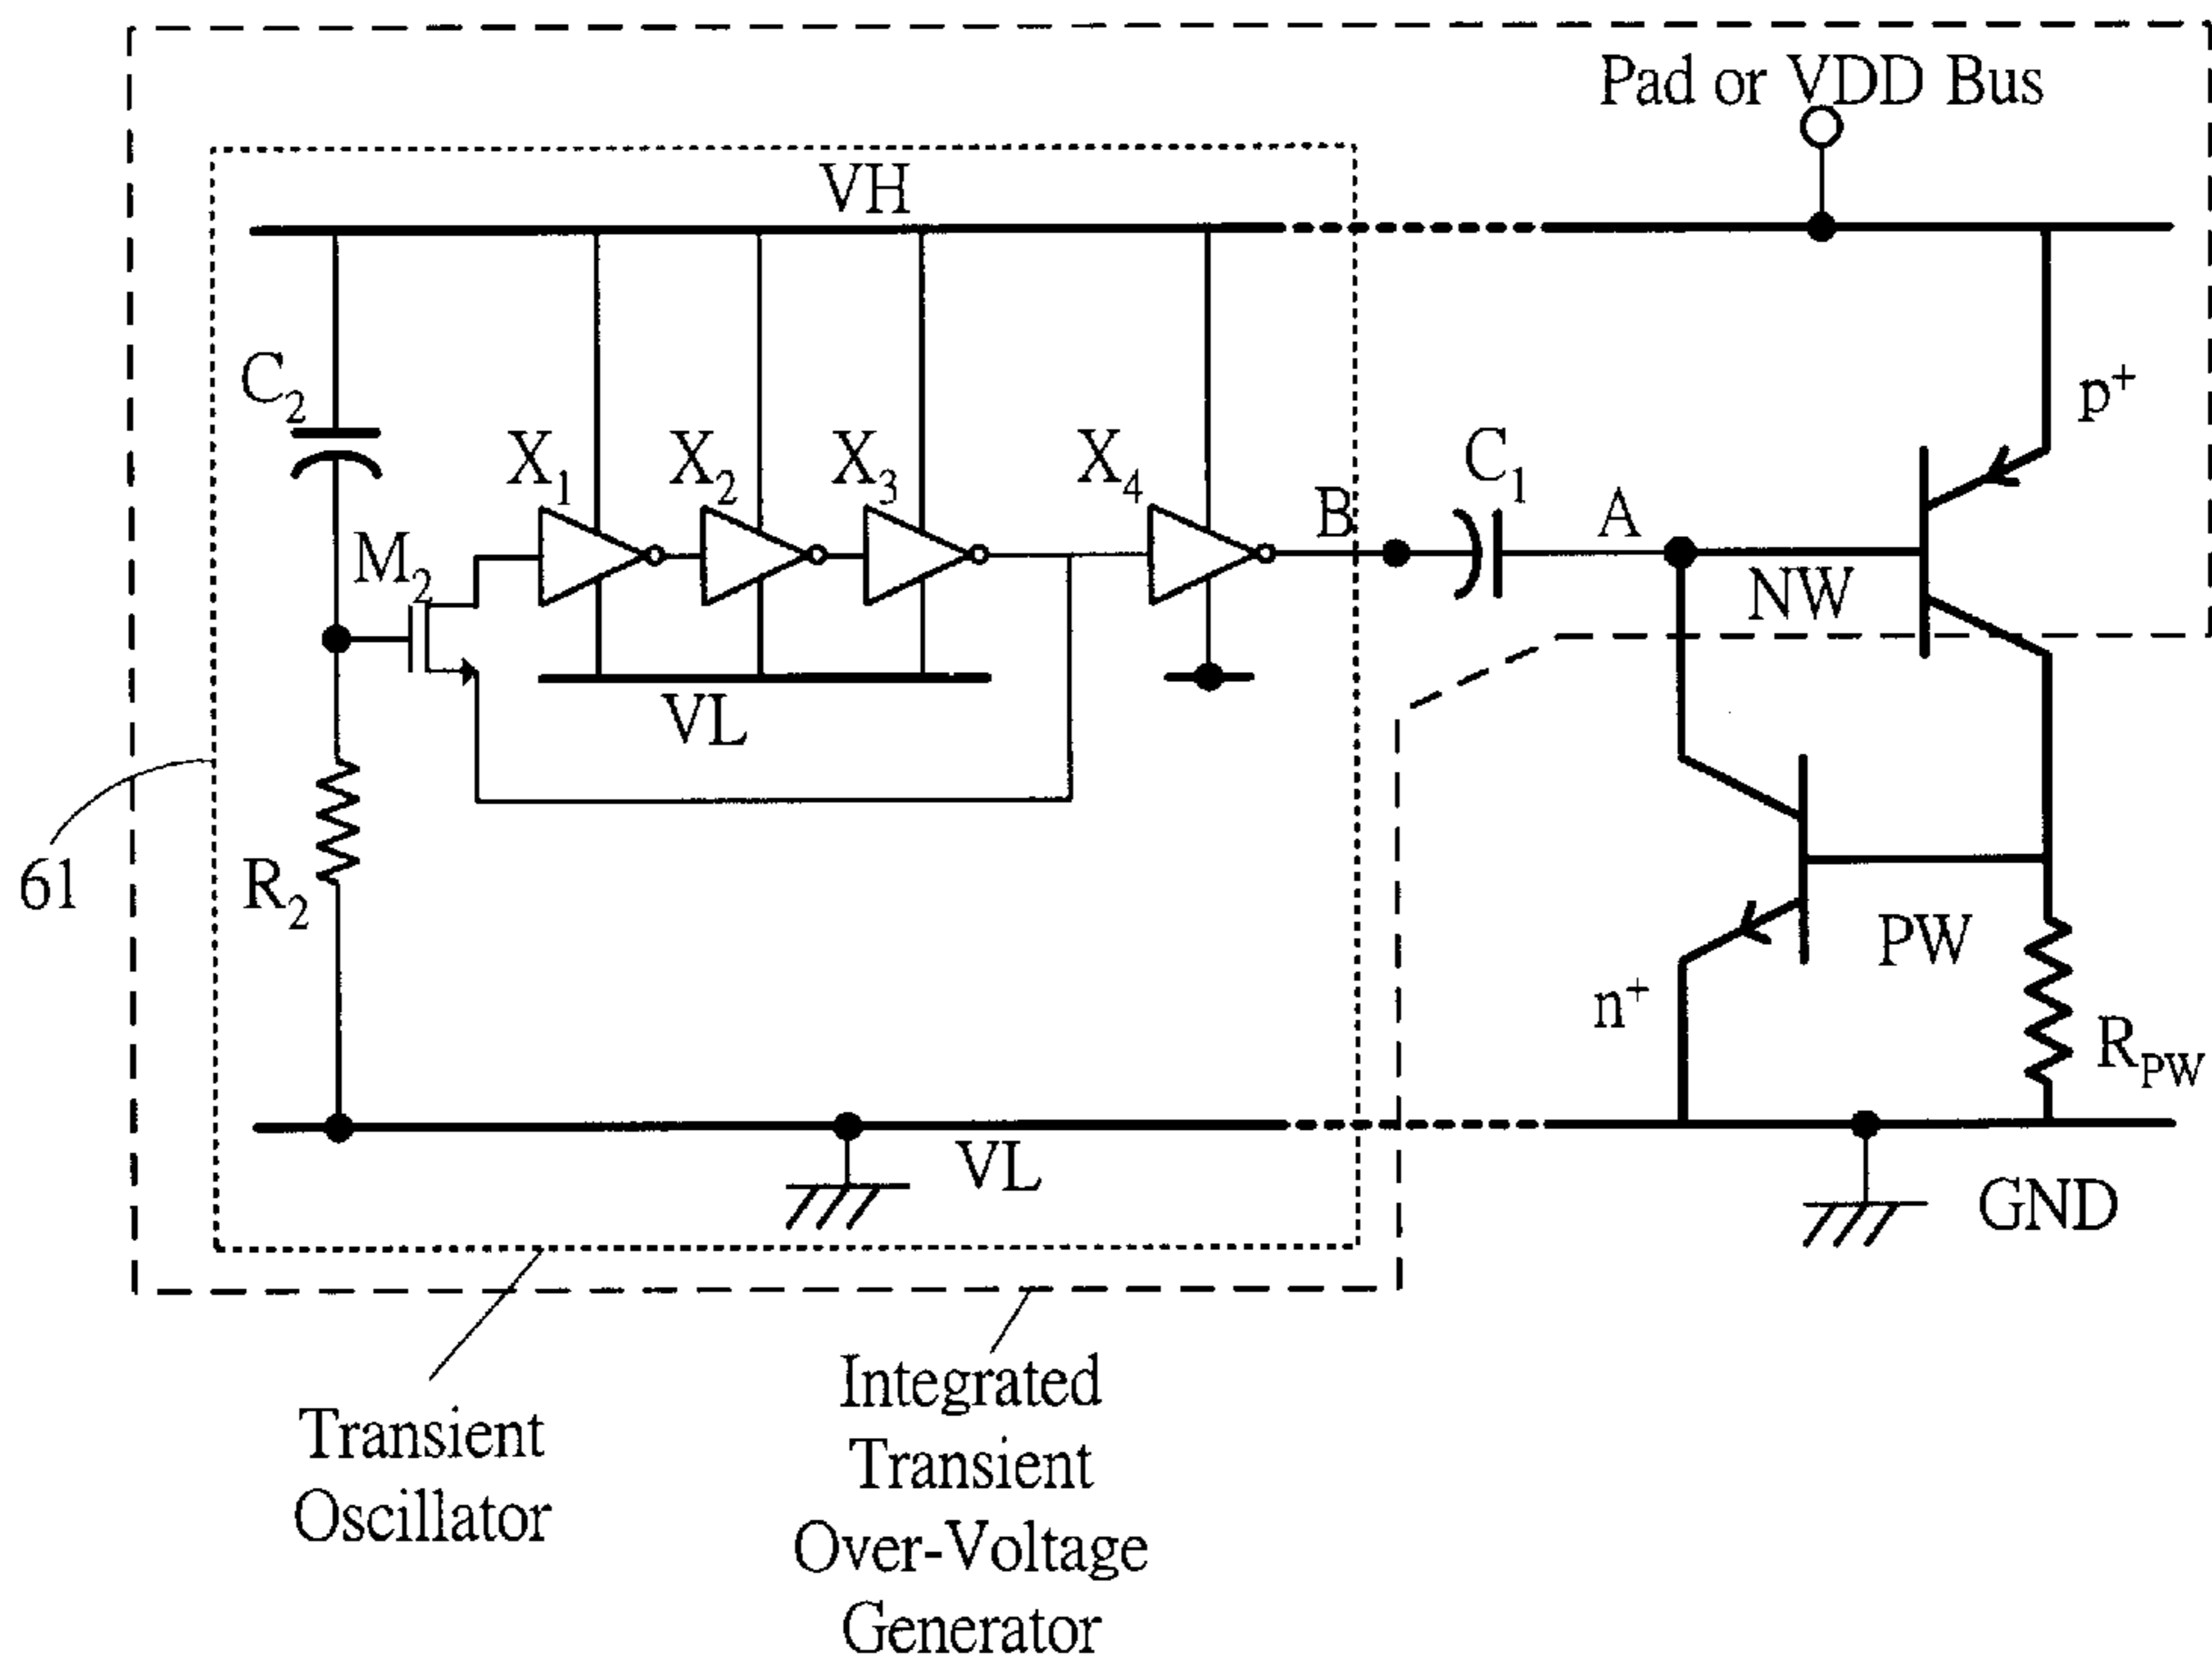 Pad or VDD Bus
VH
C2
p+
X1
X2
X3
X4
C1
B
A
M2
NW
VL
61
R2
PW
n+
RPW
VL
GND
Transient
Oscillator
Integrated
Transient
Over-Voltage
Generator